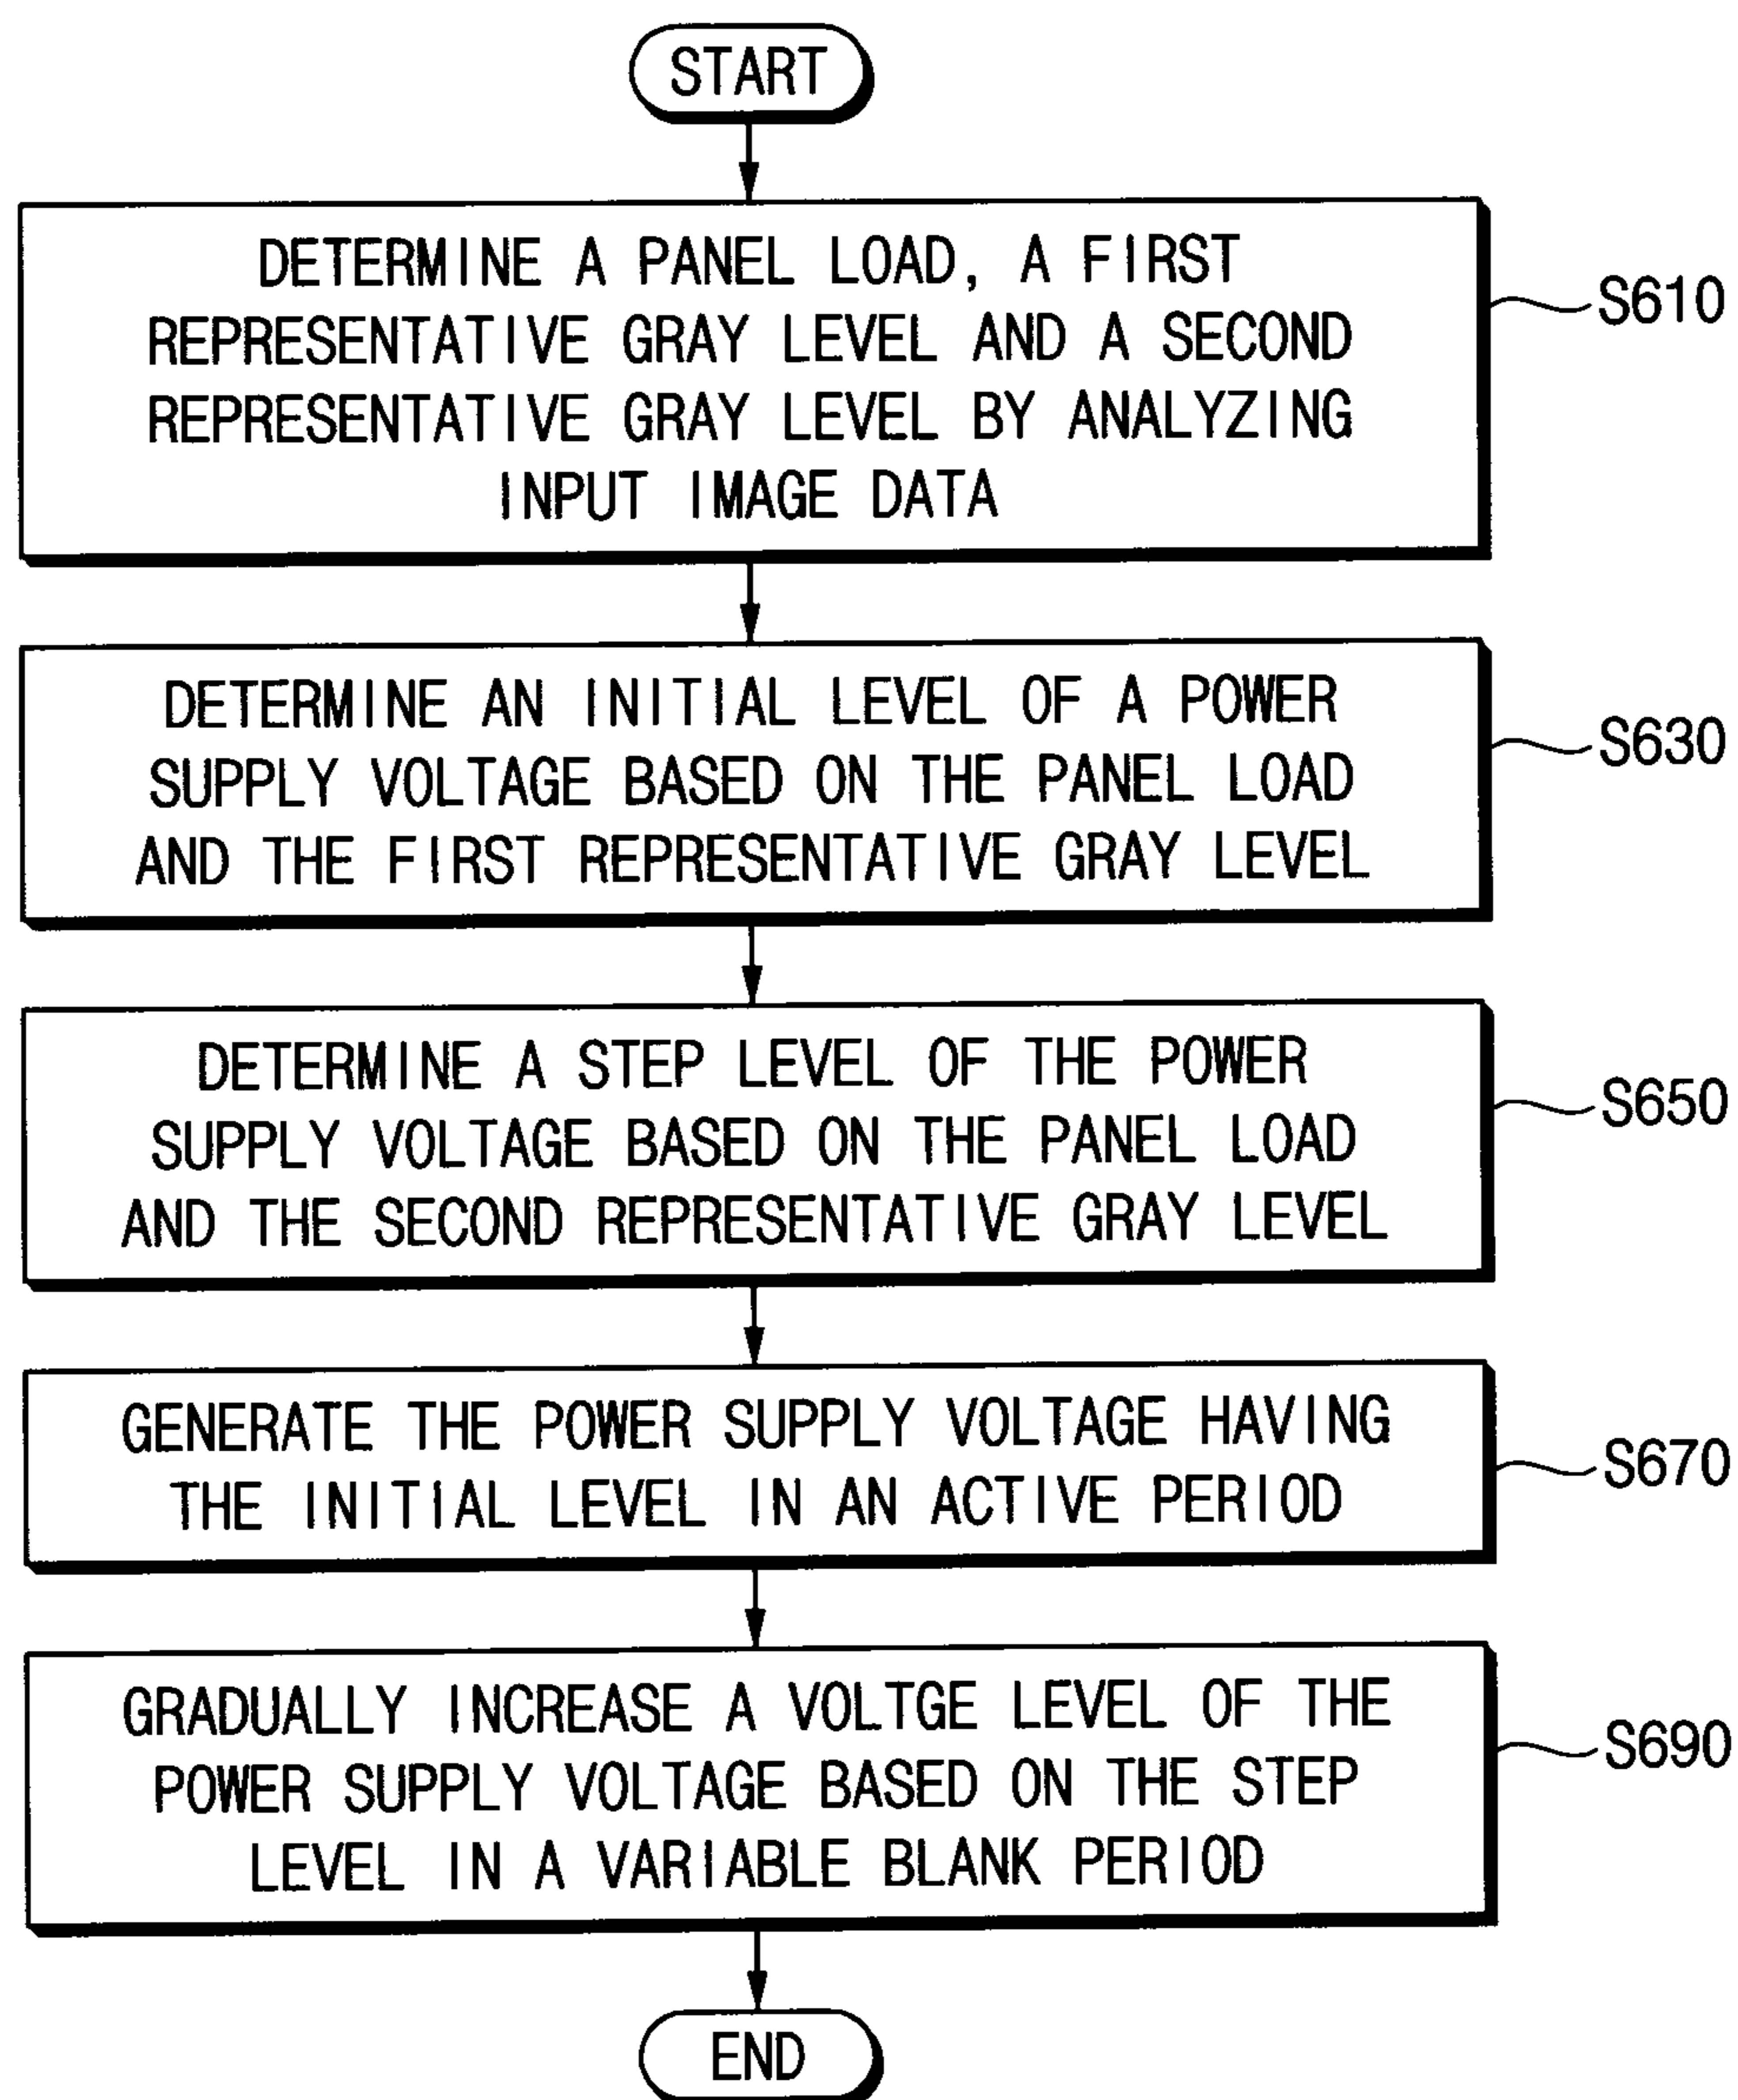 START
DETERMINE A PANEL LOAD, A FIRST
REPRESENTATIVE GRAY LEVEL AND A SECOND
REPRESENTATIVE GRAY LEVEL BY ANALYZING
INPUT IMAGE DATA
S610
DETERMINE AN INITIAL LEVEL OF A POWER
SUPPLY VOLTAGE BASED ON THE PANEL LOAD
AND THE FIRST REPRESENTATIVE GRAY LEVEL
S630
DETERMINE A STEP LEVEL OF THE POWER
SUPPLY VOLTAGE BASED ON THE PANEL LOAD
AND THE SECOND REPRESENTATIVE GRAY LEVEL
S650
GENERATE THE POWER SUPPLY VOLTAGE HAVING
THE INITIAL LEVEL IN AN ACTIVE PERIOD
S670
GRADUALLY INCREASE A VOLTGE LEVEL OF THE
POWER SUPPLY VOLTAGE BASED ON THE STEP
LEVEL IN A VARIABLE BLANK PERIOD
S690
END